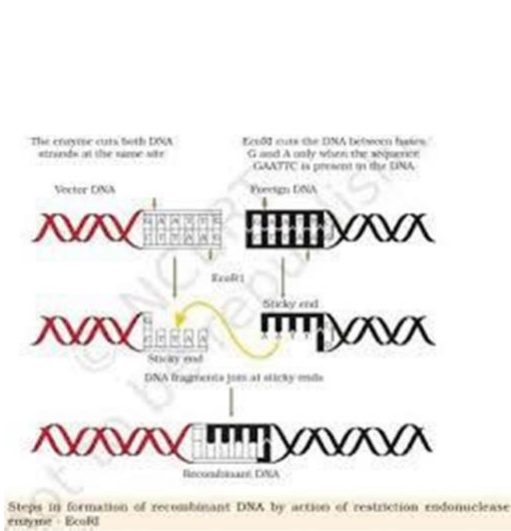 The enzyme cuts both DNA
strands at the same site
EcoRI cuts the DNA between bases
G and A only when the sequence
GAATTC is present in the DNA
Vector DNA
Foreign DNA
EcoRI
Sticky end
Sticky end
DNA fragments join at sticky ends
Recombinant DNA
Steps in formation of recombinant DNA by action of restriction endonuclease
enzyme - EcoRI